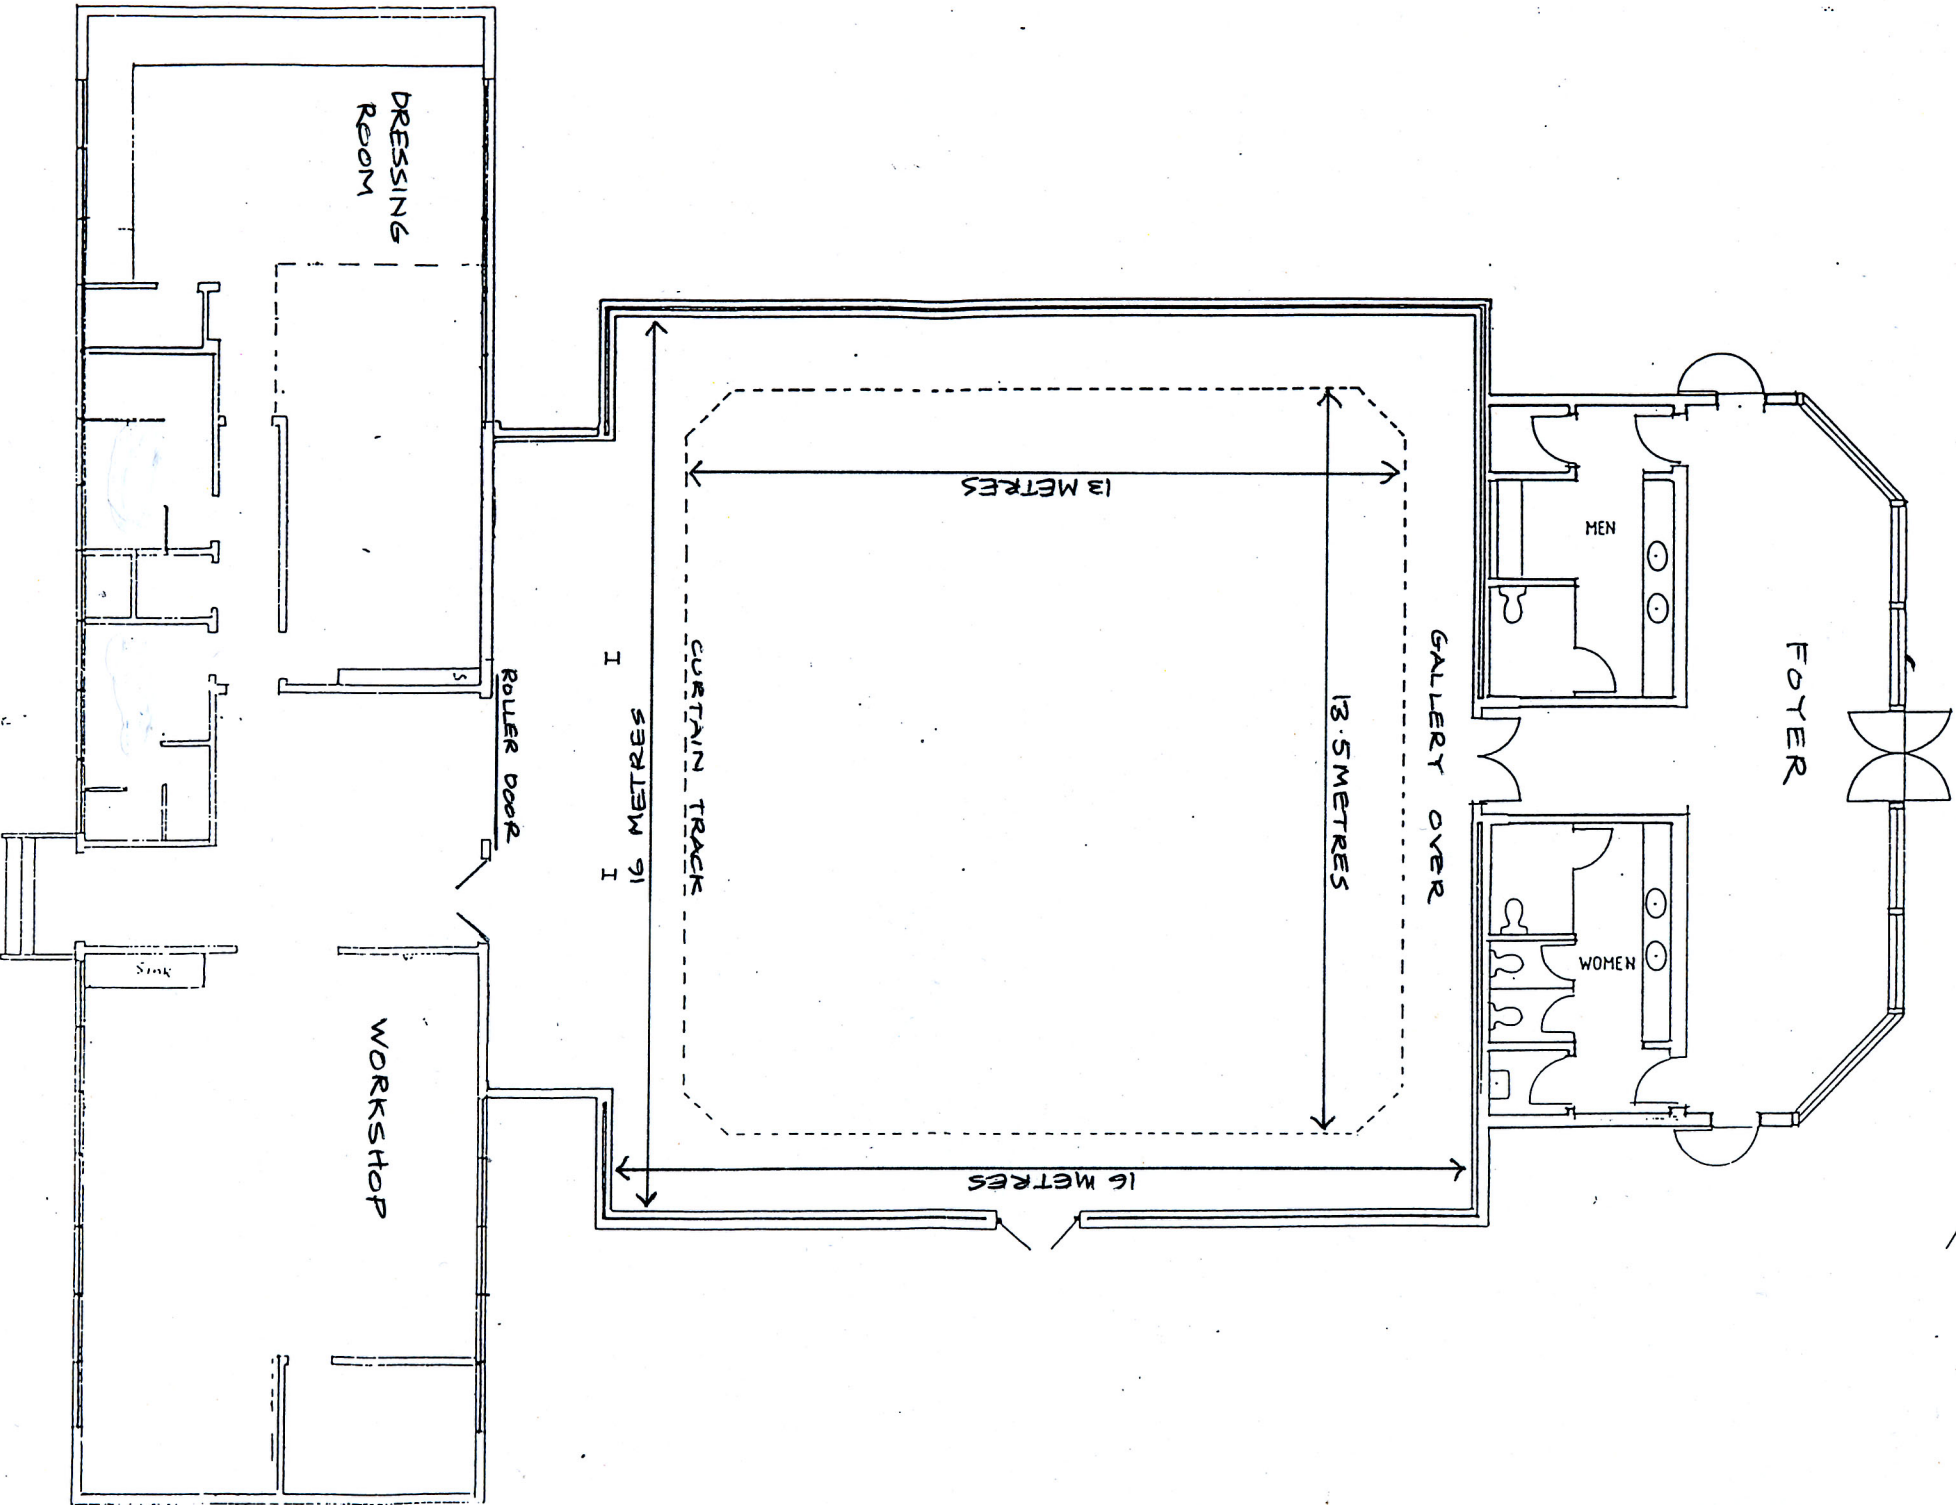 DRESSING
ROOM
13 METRES
MEN
GALLERY OVER
FOYER
S
ROLLER DOOR
CURTAIN TRACK
16 METRES
13.5 METRES
WOMEN
Sink
WORKSHOP
16 METRES
I
I